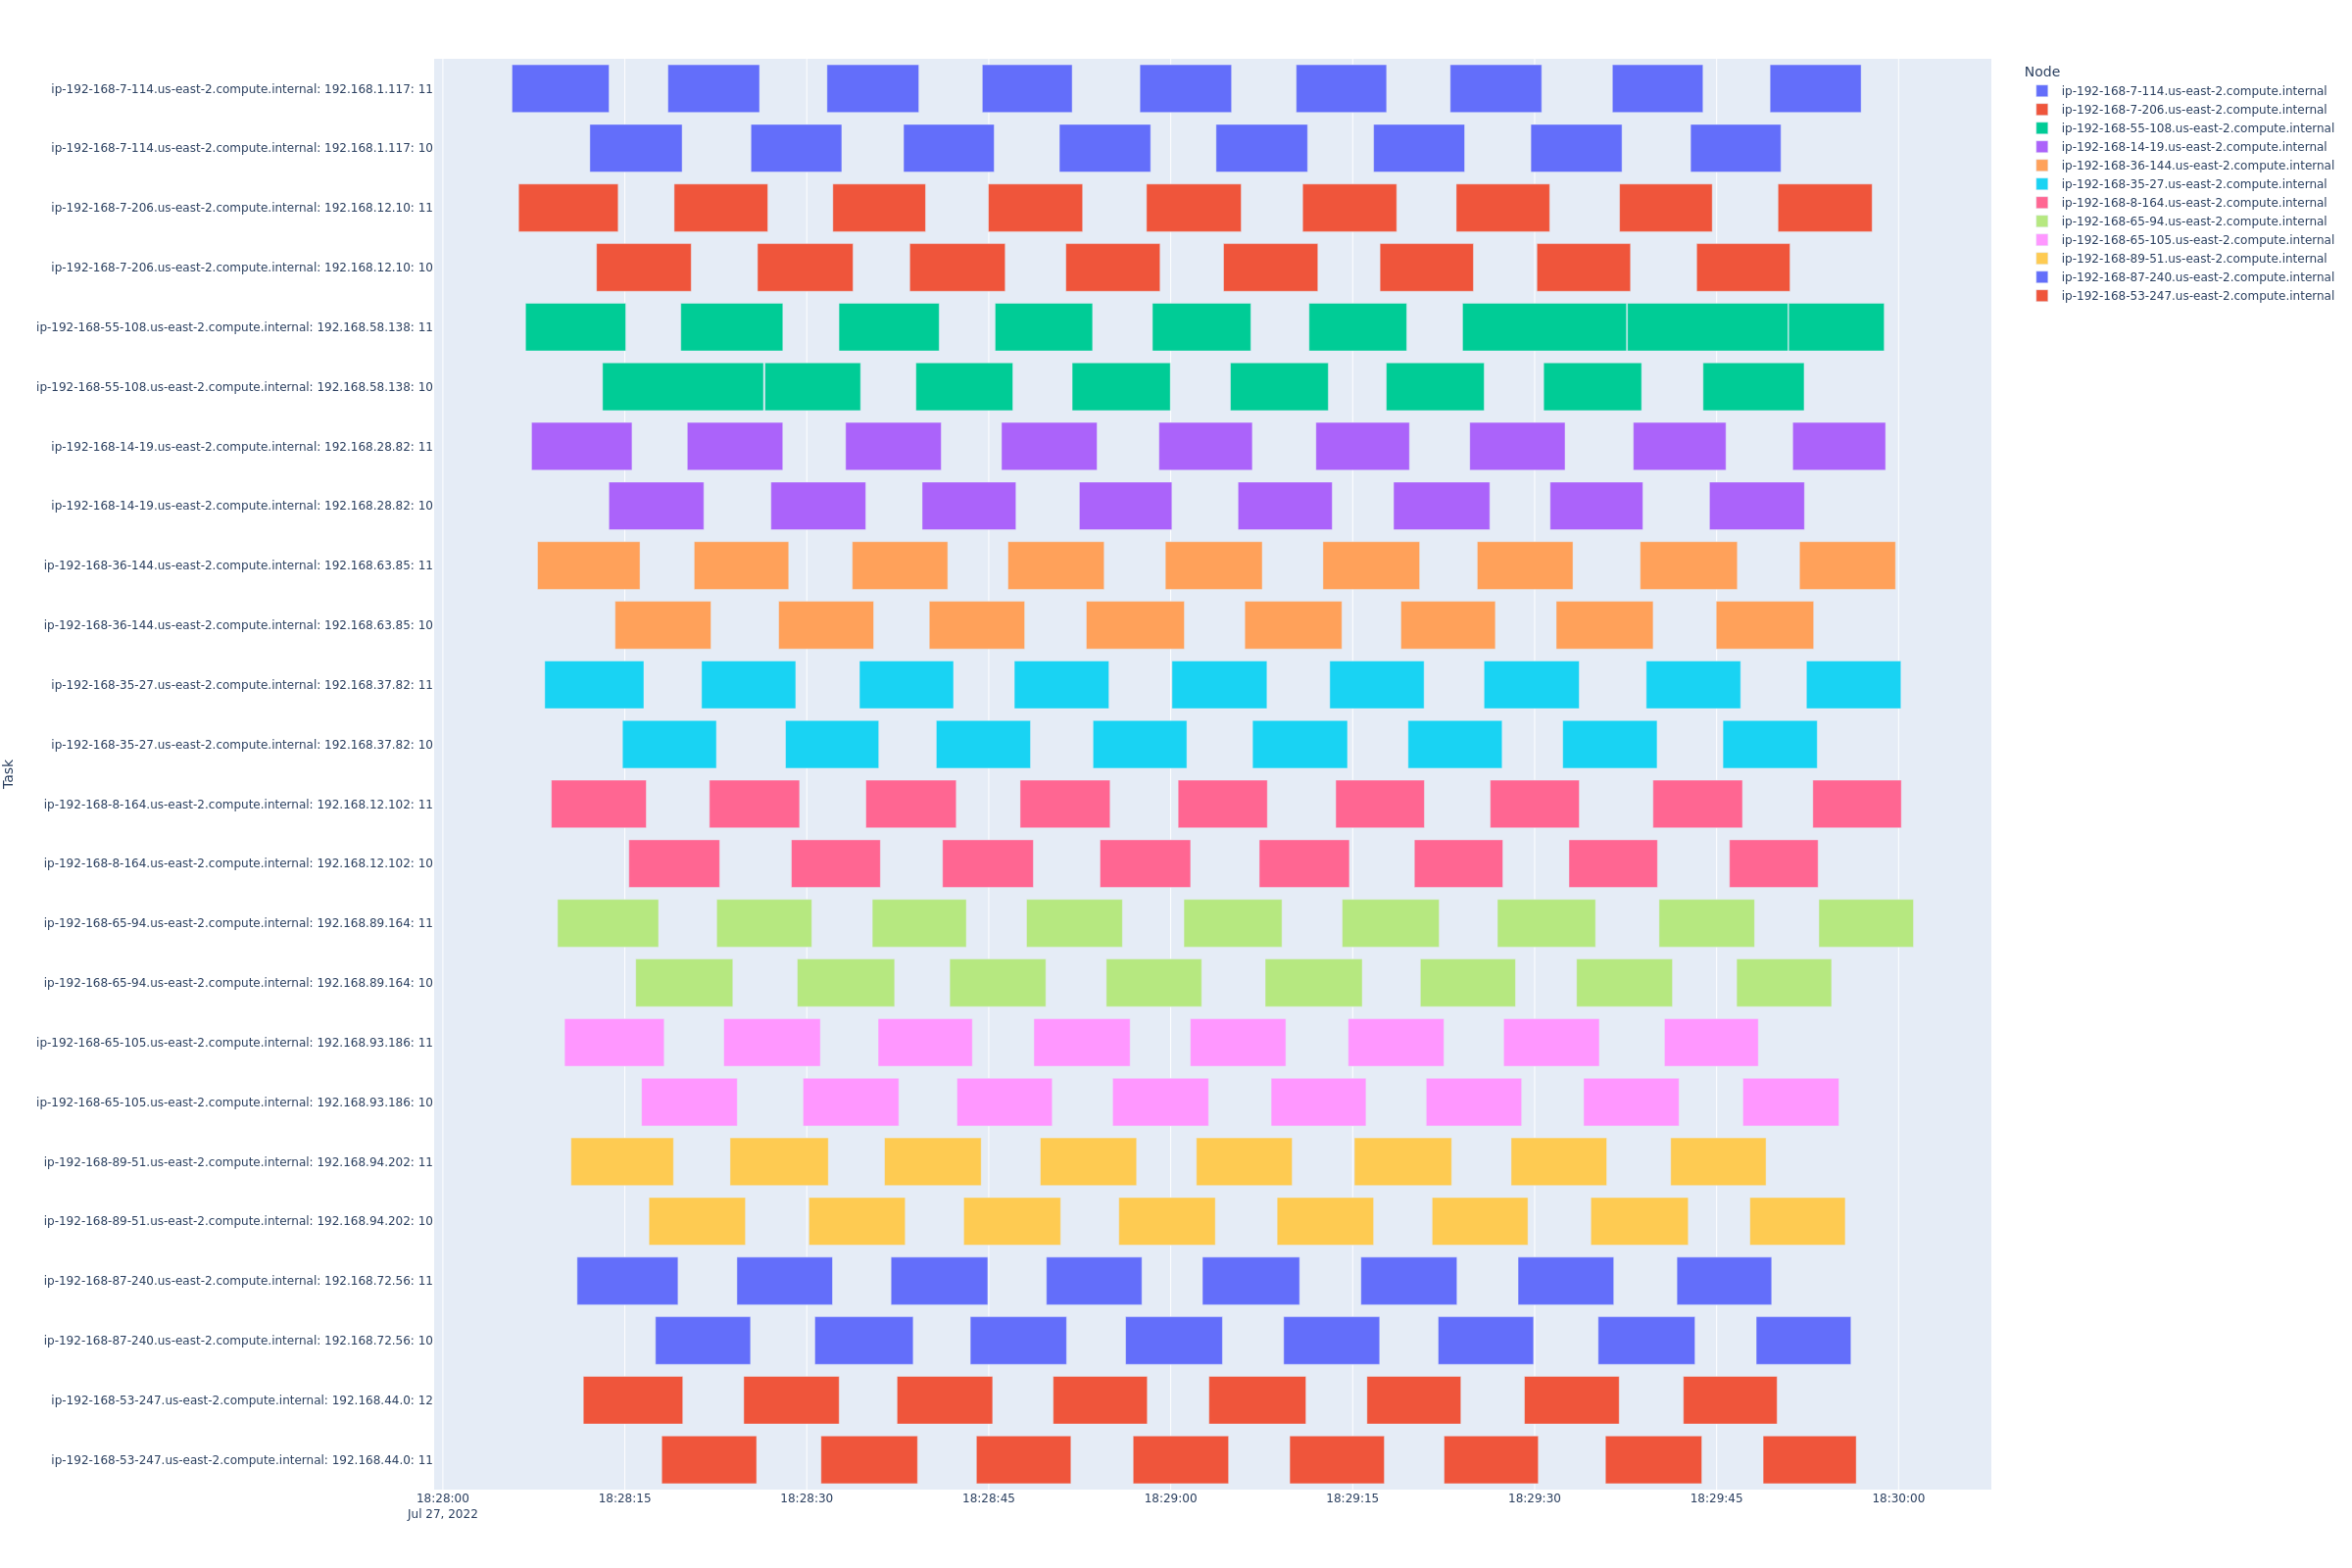 Node
ip-192-168-7-114.us-east-2.compute.internal
ip-192-168-7-206.us-east-2.compute.internal
ip-192-168-55-108.us-east-2.compute.internal
ip-192-168-14-19.us-east-2.compute.internal
ip-192-168-36-144.us-east-2.compute.internal
ip-192-168-35-27.us-east-2.compute.internal
ip-192-168-8-164.us-east-2.compute.internal
ip-192-168-65-94.us-east-2.compute.internal
ip-192-168-65-105.us-east-2.compute.internal
ip-192-168-89-51.us-east-2.compute.internal
ip-192-168-87-240.us-east-2.compute.internal
ip-192-168-53-247.us-east-2.compute.internal
Task
ip-192-168-7-114.us-east-2.compute.internal: 192.168.1.117: 11
ip-192-168-7-114.us-east-2.compute.internal: 192.168.1.117: 10
ip-192-168-7-206.us-east-2.compute.internal: 192.168.12.10: 11
ip-192-168-7-206.us-east-2.compute.internal: 192.168.12.10: 10
ip-192-168-55-108.us-east-2.compute.internal: 192.168.58.138: 11
ip-192-168-55-108.us-east-2.compute.internal: 192.168.58.138: 10
ip-192-168-14-19.us-east-2.compute.internal: 192.168.28.82: 11
ip-192-168-14-19.us-east-2.compute.internal: 192.168.28.82: 10
ip-192-168-36-144.us-east-2.compute.internal: 192.168.63.85: 11
ip-192-168-36-144.us-east-2.compute.internal: 192.168.63.85: 10
ip-192-168-35-27.us-east-2.compute.internal: 192.168.37.82: 11
ip-192-168-35-27.us-east-2.compute.internal: 192.168.37.82: 10
ip-192-168-8-164.us-east-2.compute.internal: 192.168.12.102: 11
ip-192-168-8-164.us-east-2.compute.internal: 192.168.12.102: 10
ip-192-168-65-94.us-east-2.compute.internal: 192.168.89.164: 11
ip-192-168-65-94.us-east-2.compute.internal: 192.168.89.164: 10
ip-192-168-65-105.us-east-2.compute.internal: 192.168.93.186: 11
ip-192-168-65-105.us-east-2.compute.internal: 192.168.93.186: 10
ip-192-168-89-51.us-east-2.compute.internal: 192.168.94.202: 11
ip-192-168-89-51.us-east-2.compute.internal: 192.168.94.202: 10
ip-192-168-87-240.us-east-2.compute.internal: 192.168.72.56: 11
ip-192-168-87-240.us-east-2.compute.internal: 192.168.72.56: 10
ip-192-168-53-247.us-east-2.compute.internal: 192.168.44.0: 12
ip-192-168-53-247.us-east-2.compute.internal: 192.168.44.0: 11
18:28:00 18:28:15 18:28:30 18:28:45 18:29:00 18:29:15 18:29:30 18:29:45 18:30:00
Jul 27, 2022